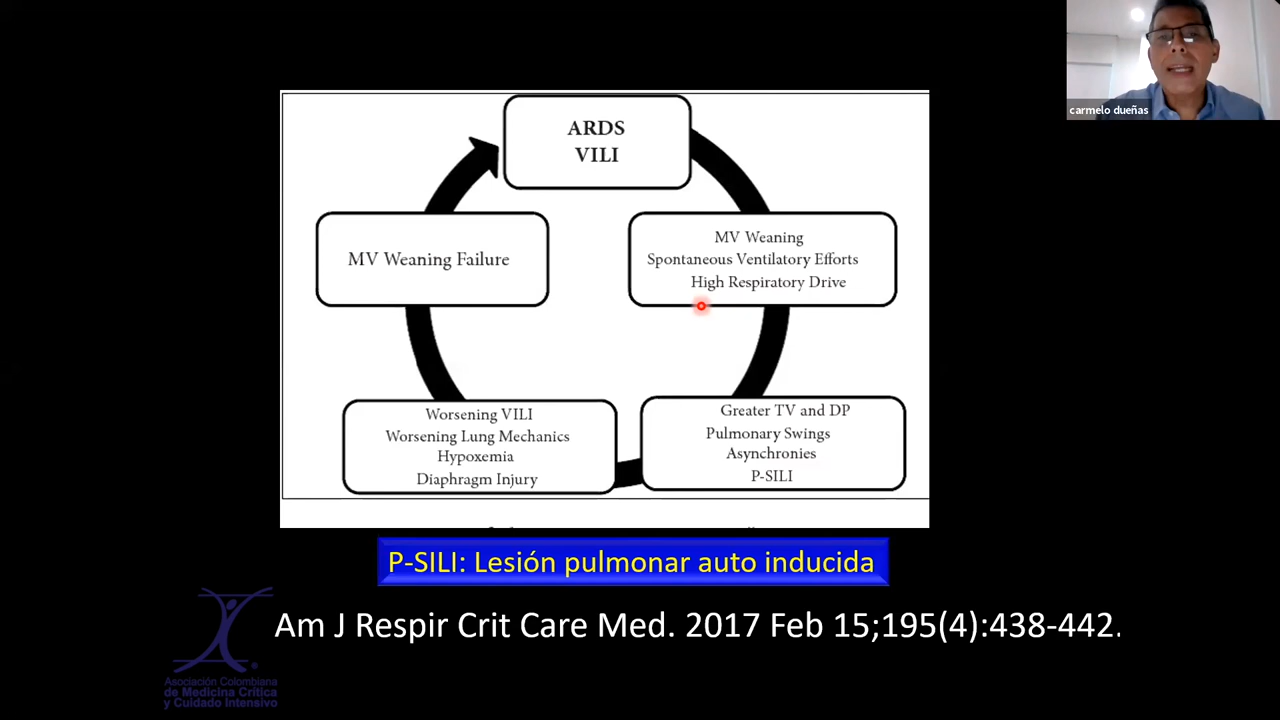 carmelo dueñas
ARDS
VILI
MV Weaning Failure
MV Weaning
Spontaneous Ventilatory Efforts
High Respiratory Drive
Worsening VILI
Worsening Lung Mechanics
Hypoxemia
Diaphragm Injury
Greater TV and DP
Pulmonary Swings
Asynchronies
P-SILI
P-SILI: Lesión pulmonar auto inducida
Am J Respir Crit Care Med. 2017 Feb 15;195(4):438-442.
Asociación Colombiana
de Medicina Crítica
y Cuidado Intensivo